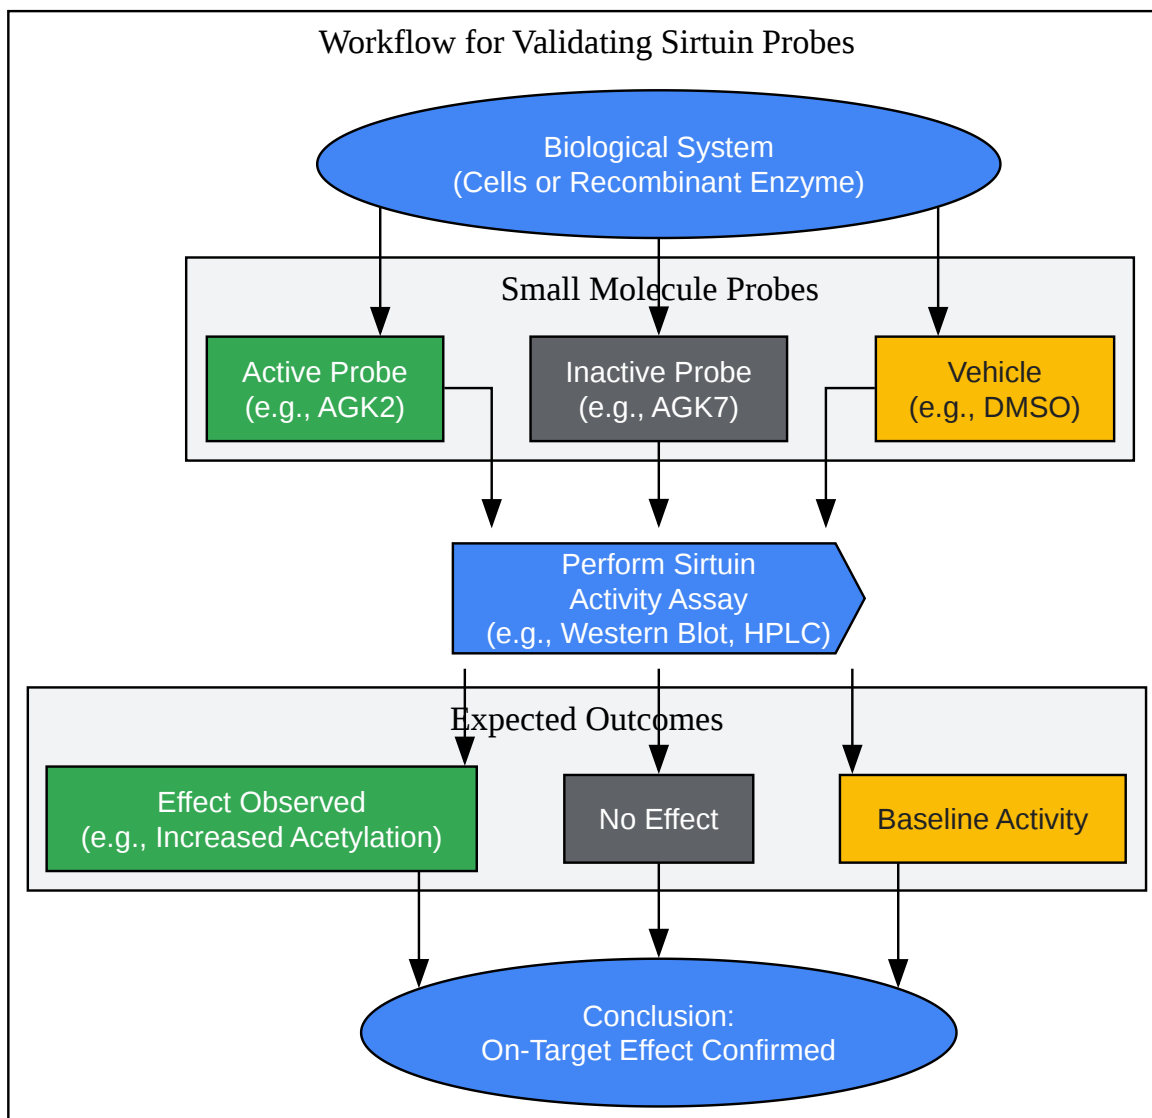 Workflow for Validating Sirtuin Probes
Biological System
(Cells or Recombinant Enzyme)
Small Molecule Probes
Active Probe
(e.g., AGK2)
Inactive Probe
(e.g., AGK7)
Vehicle
(e.g., DMSO)
Perform Sirtuin
Activity Assay
(e.g., Western Blot, HPLC)
Expected Outcomes
Effect Observed
(e.g., Increased Acetylation)
No Effect
Baseline Activity
Conclusion:
On-Target Effect Confirmed